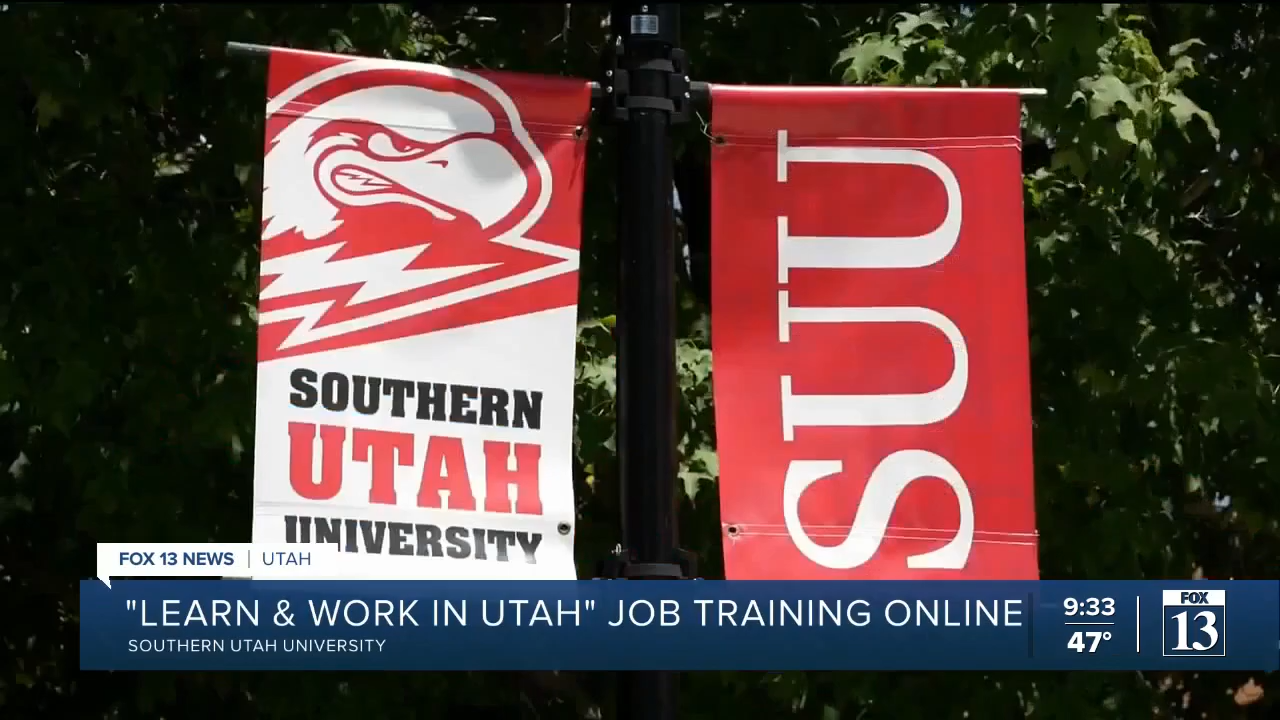 SOUTHERN
UTAH
UNIVERSITY
SUU
FOX 13 NEWS | UTAH
"LEARN & WORK IN UTAH" JOB TRAINING ONLINE
SOUTHERN UTAH UNIVERSITY
9:33
47°
FOX
13